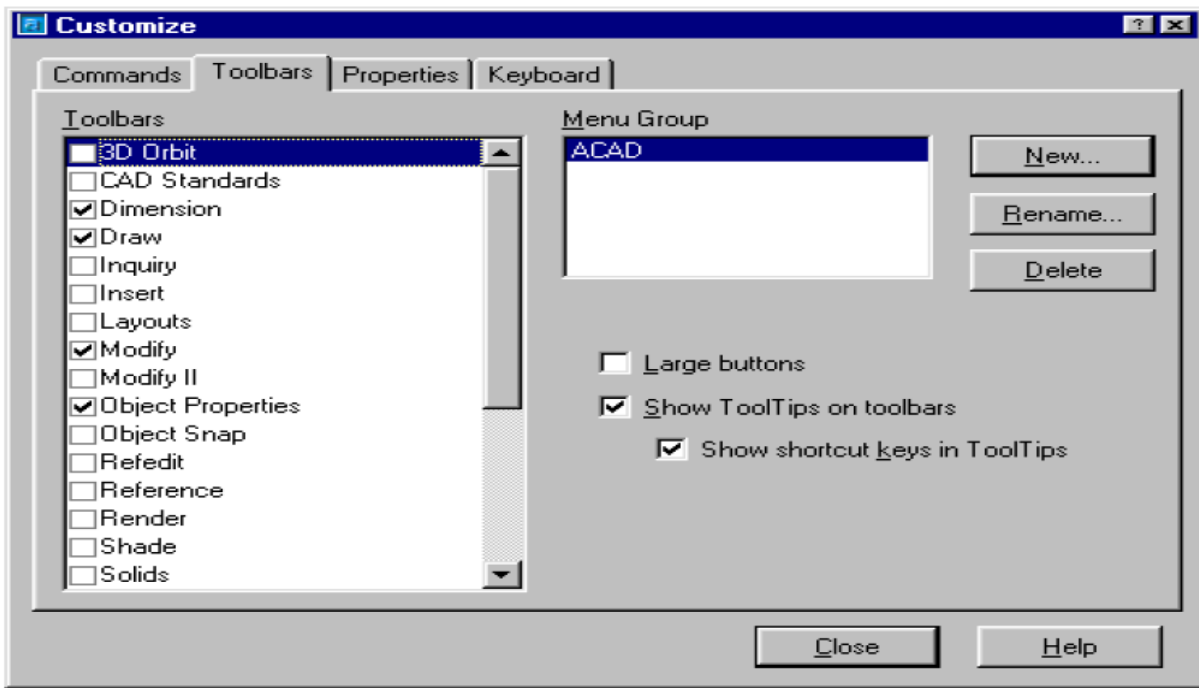 Customize
Commands Toolbars Properties Keyboard
Toolbars
3D Orbit
CAD Standards
Dimension
Draw
Inquiry
Insert
Layouts
Modify
Modify II
Object Properties
Object Snap
Refedit
Reference
Render
Shade
Solids
Menu Group
ACAD
New...
Rename...
Delete
Large buttons
Show ToolTips on toolbars
Show shortcut keys in ToolTips
Close Help